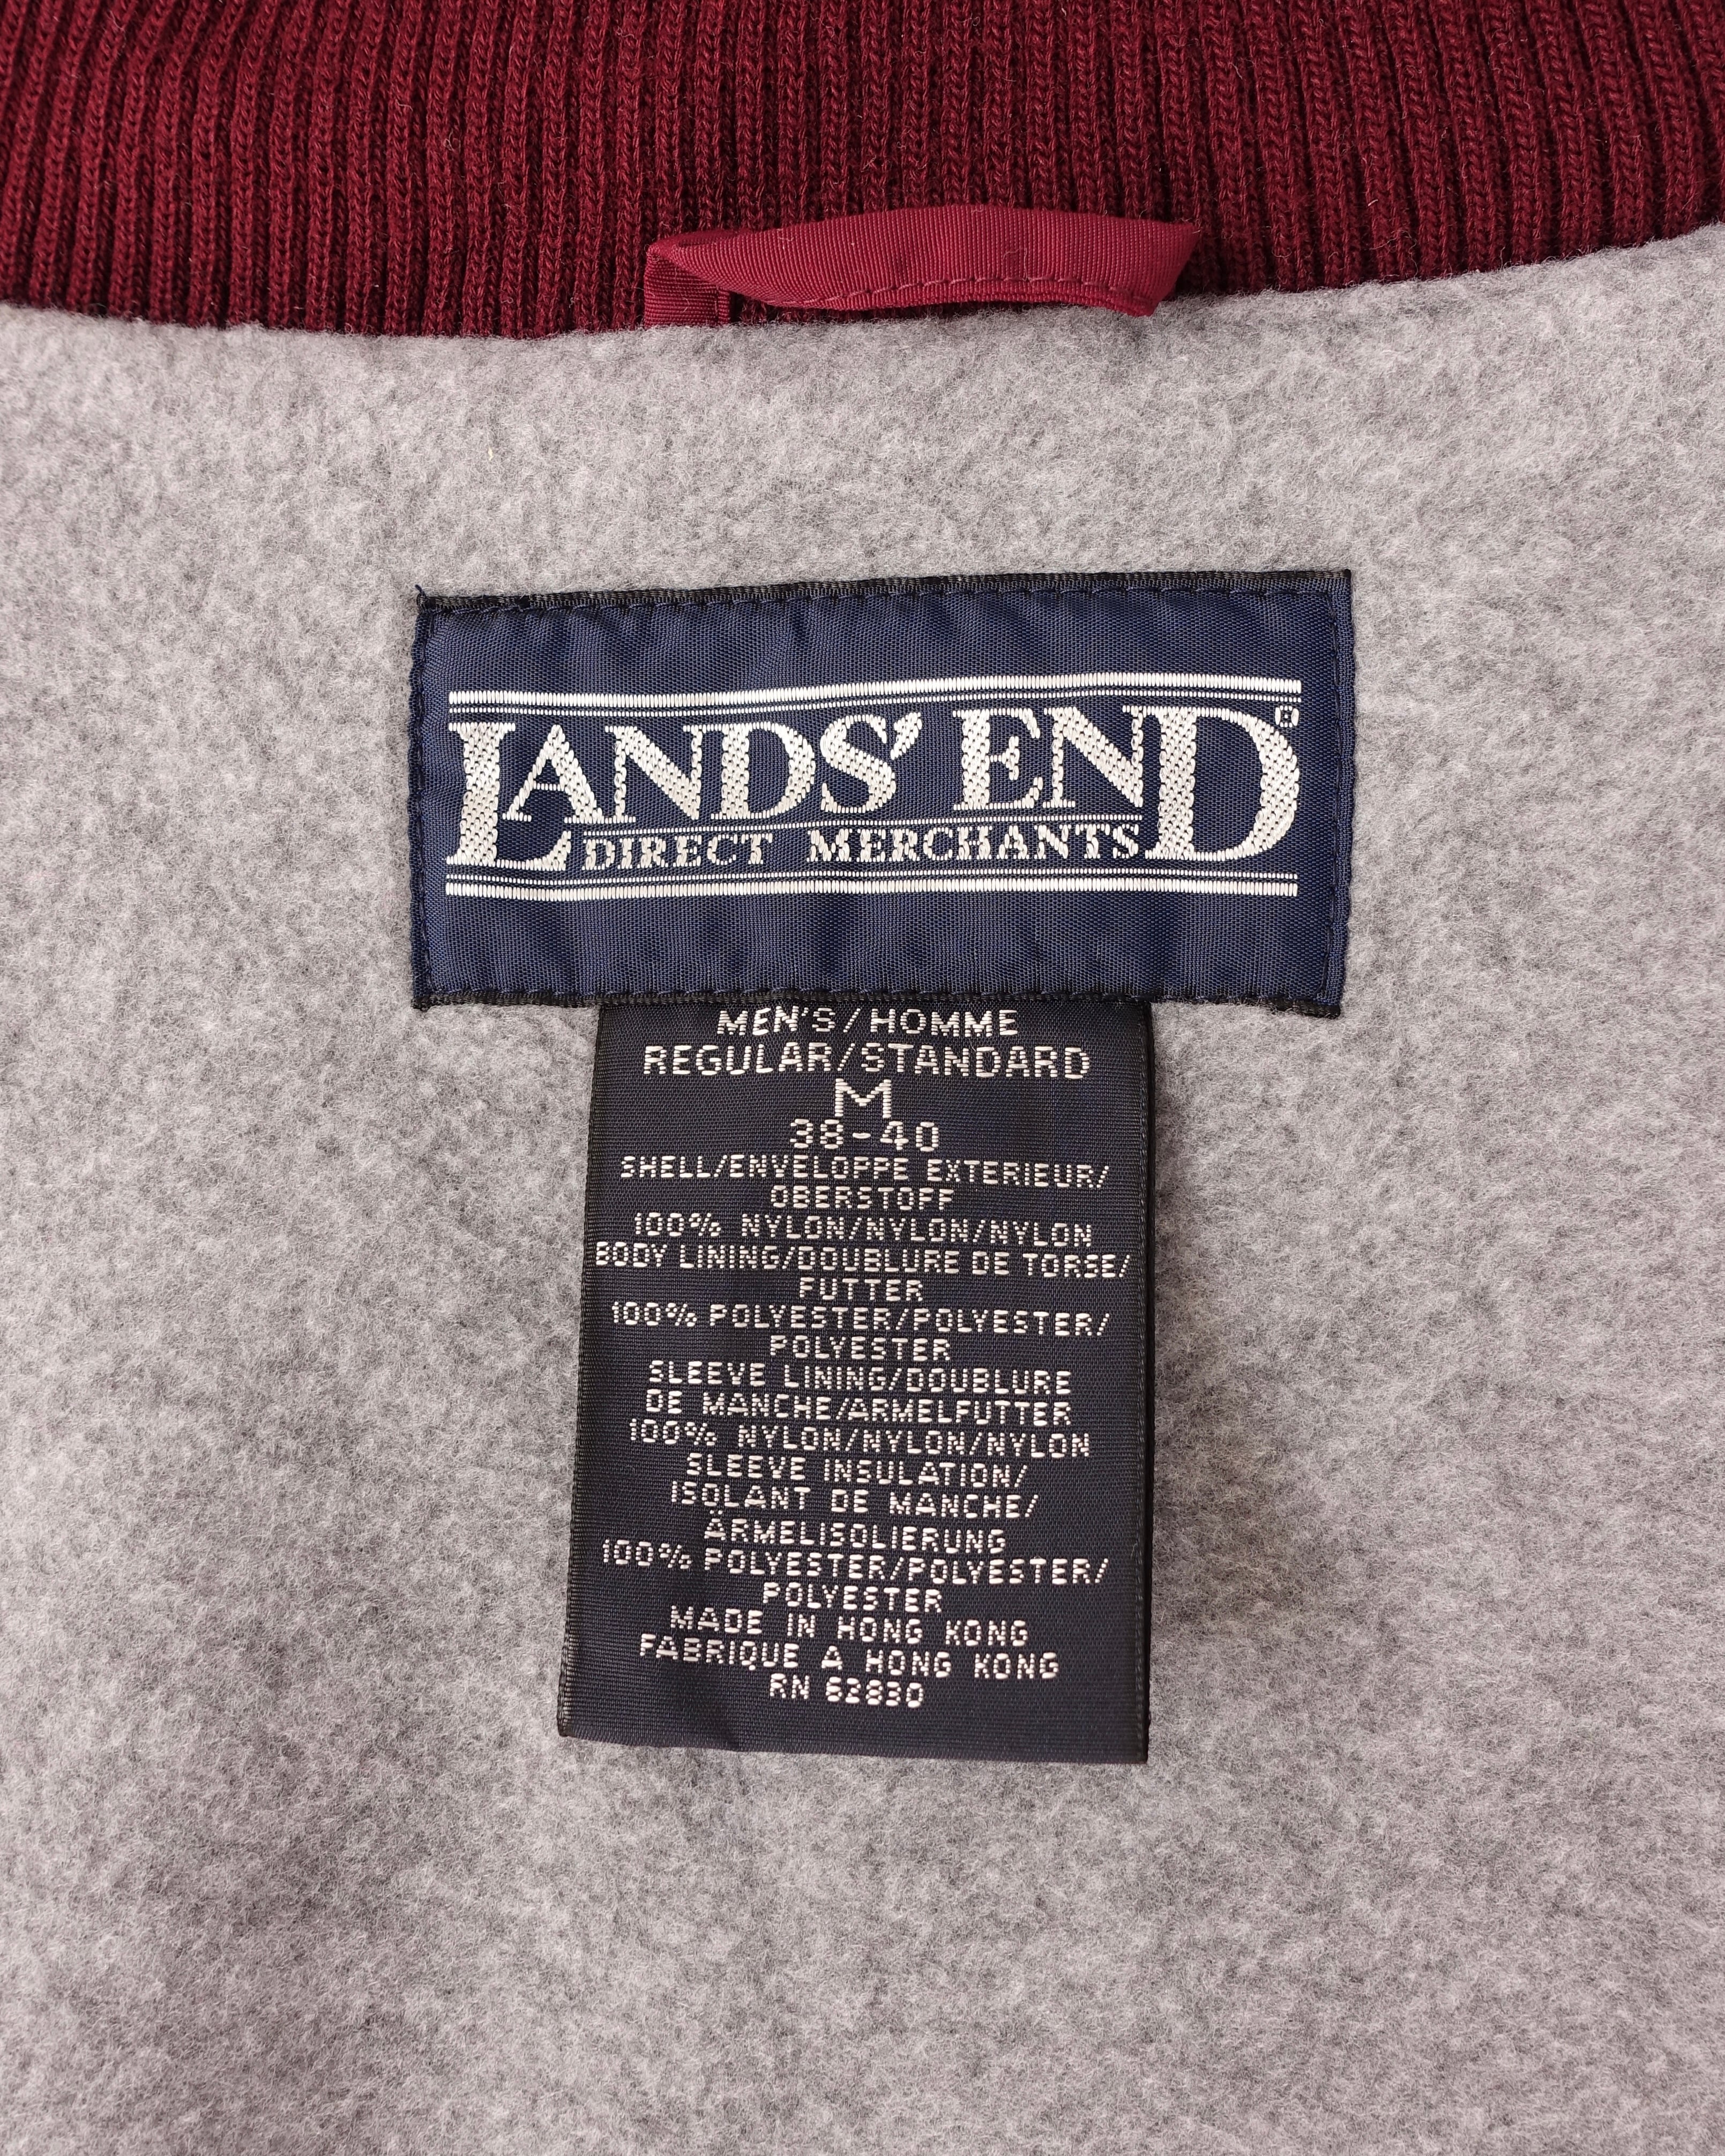 LANDS' END®
DIRECT MERCHANTS
MEN'S/HOMME
REGULAR/STANDARD
M
38-40
SHELL/ENVELOPPE EXTERIEUR/
OBERSTOFF
100% NYLON/NYLON/NYLON
BODY LINING/DOUBLURE DE TORSE/
FUTTER
100% POLYESTER/POLYESTER/
POLYESTER
SLEEVE LINING/DOUBLURE
DE MANCHE/ARMELFUTTER
100% NYLON/NYLON/NYLON
SLEEVE INSULATION/
ISOLANT DE MANCHE/
ÄRMELISOLIERUNG
100% POLYESTER/POLYESTER/
POLYESTER
MADE IN HONG KONG
FABRIQUE A HONG KONG
RN 62830